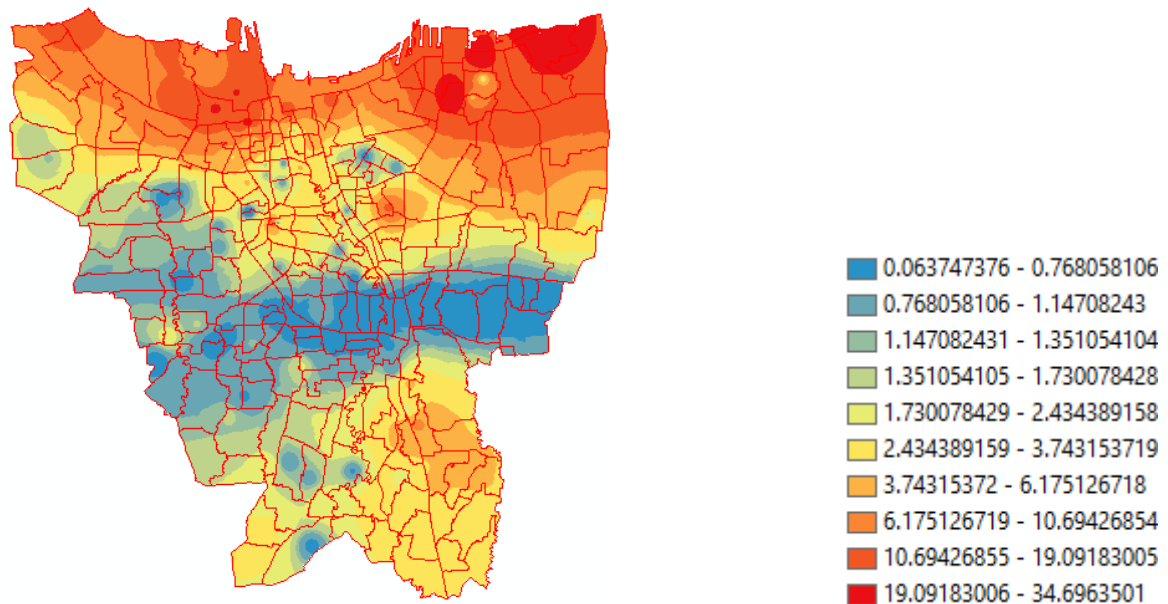 0.063747376 - 0.768058106
0.768058106 - 1.14708243
1.147082431 - 1.351054104
1.351054105 - 1.730078428
1.730078429 - 2.434389158
2.434389159 - 3.743153719
3.74315372 - 6.175126718
6.175126719 - 10.69426854
10.69426855 - 19.09183005
19.09183006 - 34.6963501